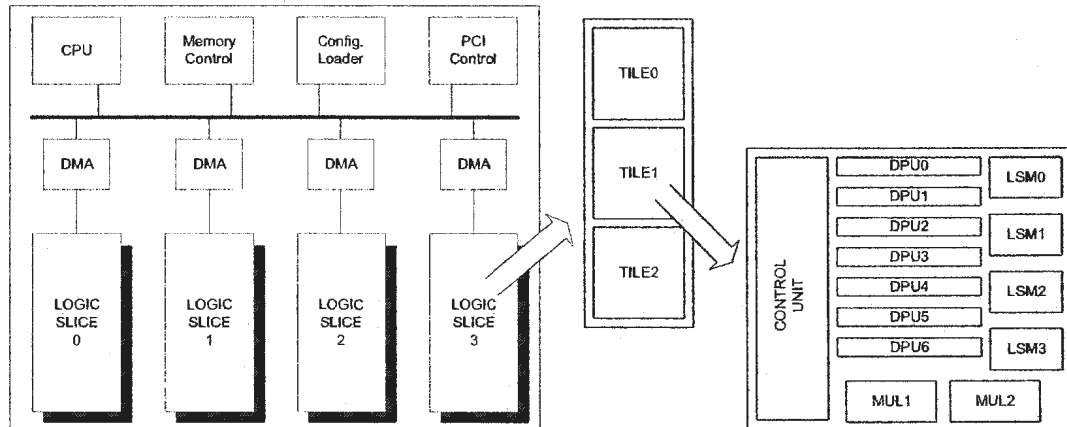 CPU
Memory
Control
Config.
Loader
PCI
Control
DMA
DMA
DMA
DMA
LOGIC
SLICE
0
LOGIC
SLICE
1
LOGIC
SLICE
2
LOGIC
SLICE
3
TILE0
TILE1
TILE2
CONTROL
UNIT
DPU0
DPU1
DPU2
DPU3
DPU4
DPU5
DPU6
LSM0
LSM1
LSM2
LSM3
MUL1
MUL2